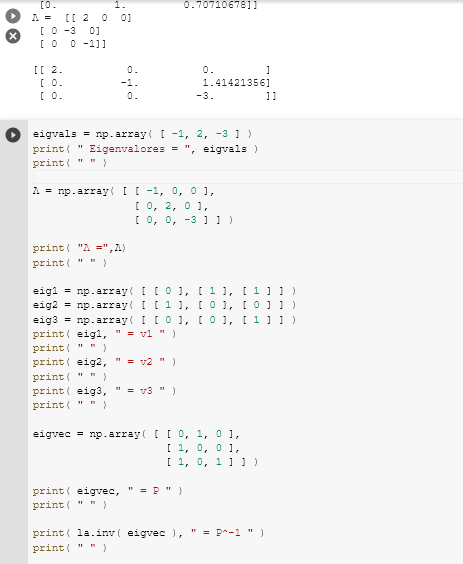 [0. 1. 0.70710678]]
Λ = [[ 2 0 0]
[ 0 -3 0]
[ 0 0 -1]]
[[ 2. 0. 0. ]
[ 0. -1. 1.41421356]
[ 0. 0. -3. ]]
eigvals = np.array( [ -1, 2, -3 ] )
print( " Eigenvalores = ", eigvals )
print( " " )
Λ = np.array( [ [ -1, 0, 0 ],
[ 0, 2, 0 ],
[ 0, 0, -3 ] ] )
print( "Λ =",Λ)
print( " " )
eig1 = np.array( [ [ 0 ], [ 1 ], [ 1 ] ] )
eig2 = np.array( [ [ 1 ], [ 0 ], [ 0 ] ] )
eig3 = np.array( [ [ 0 ], [ 0 ], [ 1 ] ] )
print( eig1, " = v1 " )
print( " " )
print( eig2, " = v2 " )
print( " " )
print( eig3, " = v3 " )
print( " " )
eigvec = np.array( [ [ 0, 1, 0 ],
[ 1, 0, 0 ],
[ 1, 0, 1 ] ] )
print( eigvec, " = P " )
print( " " )
print( la.inv( eigvec ), " = P^-1 " )
print( " " )